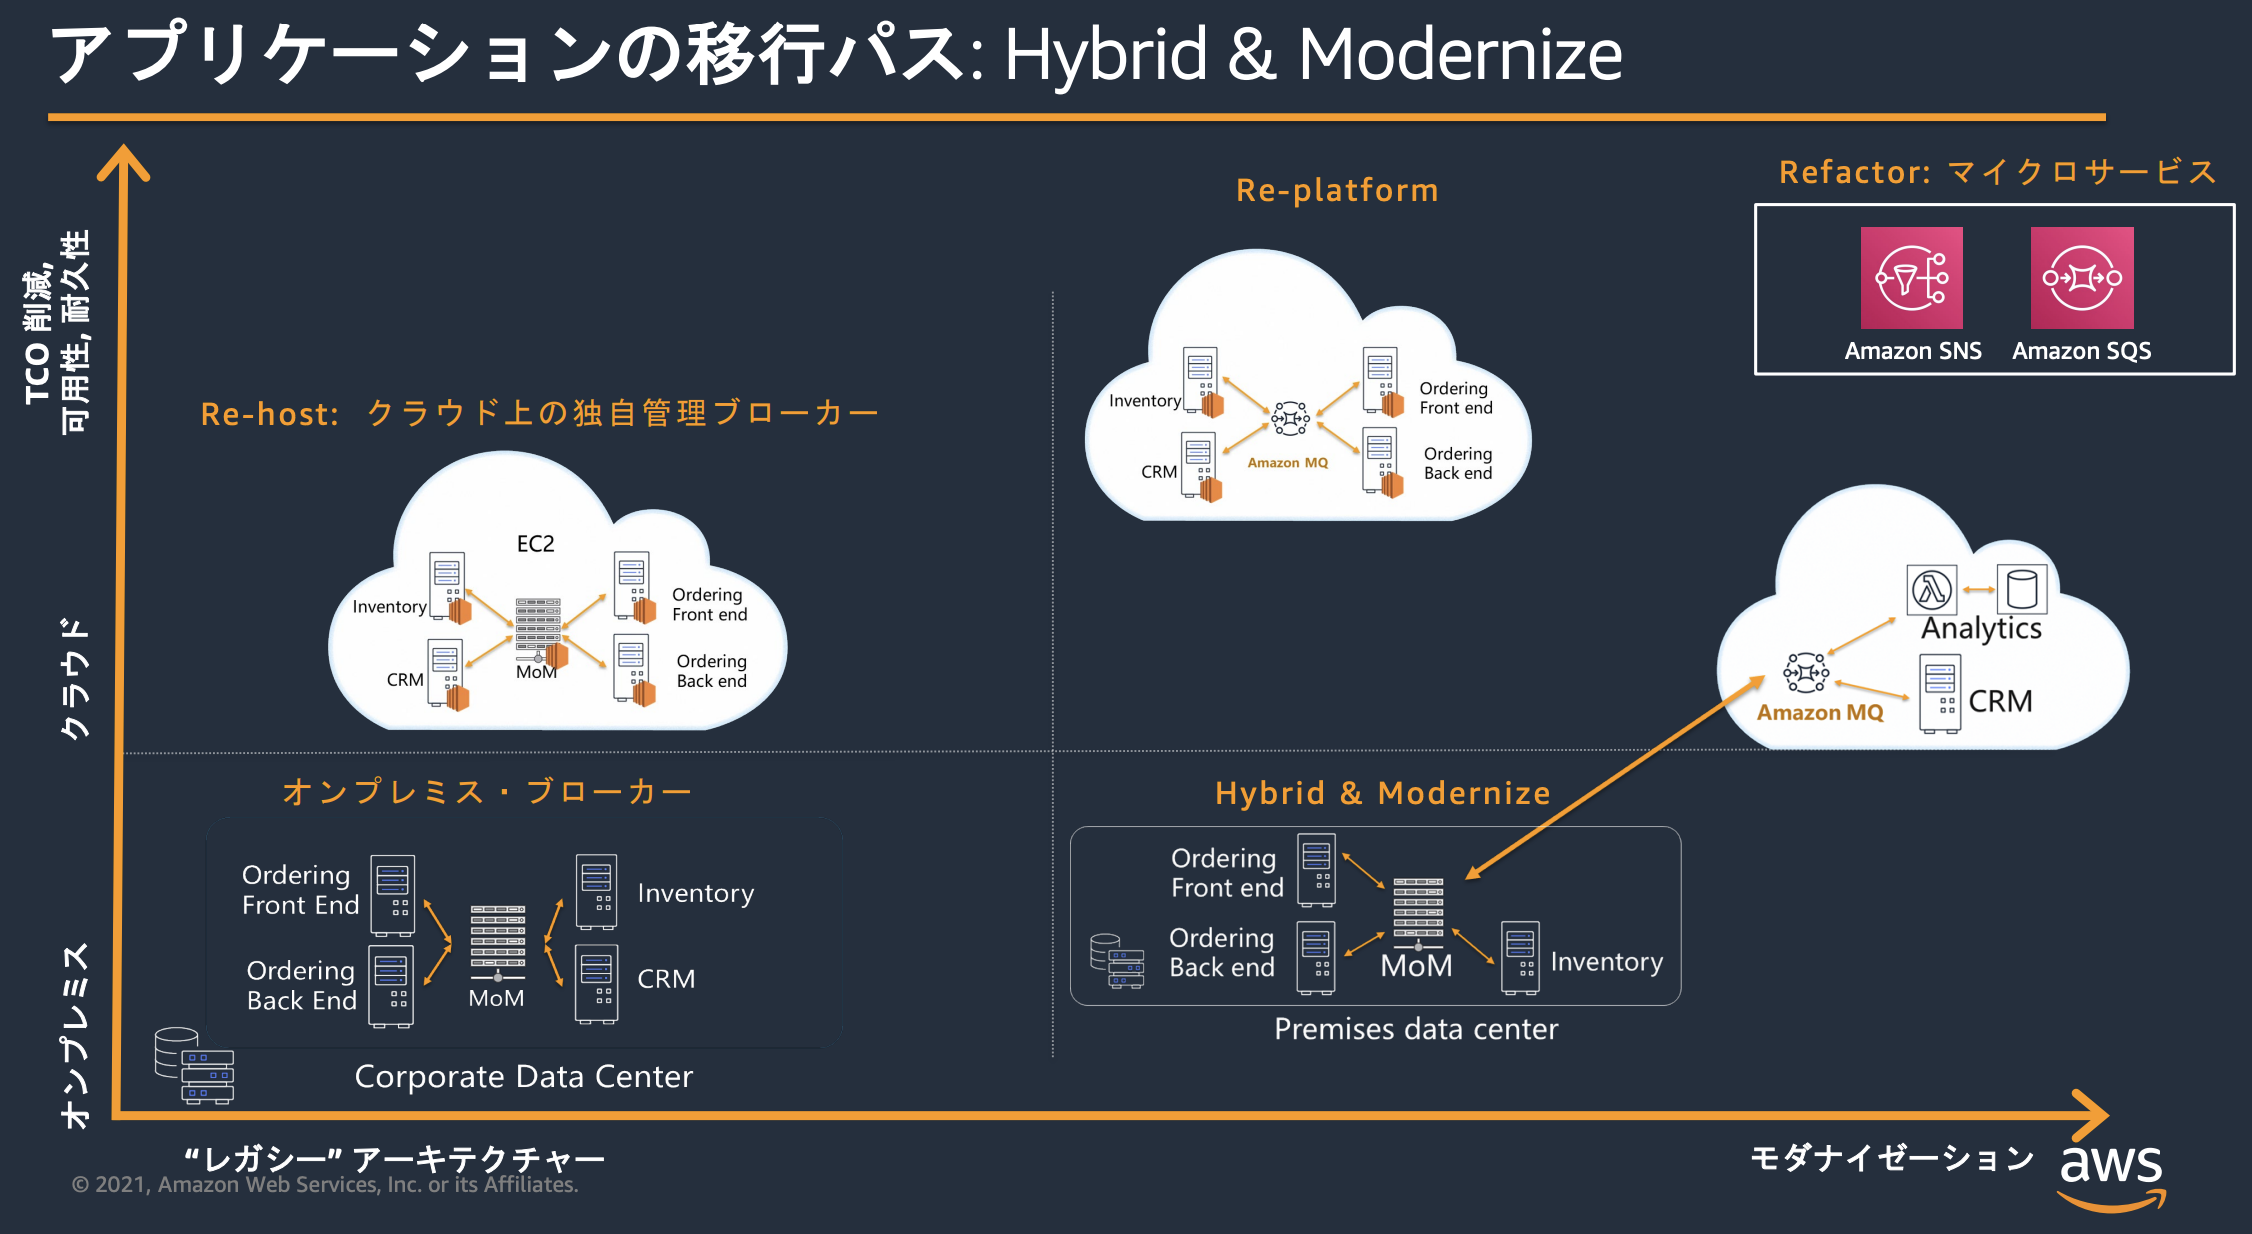 アプリケーションの移行パス: Hybrid & Modernize
TCO 削減,
可用性, 耐久性
クラウド
オンプレミス
Re-host: クラウド上の独自管理ブローカー
EC2
Inventory
CRM
MoM
Ordering
Front end
Ordering
Back end
Re-platform
Inventory
CRM
Amazon MQ
Ordering
Front end
Ordering
Back end
Refactor: マイクロサービス
Amazon SNS
Amazon SQS
Analytics
Amazon MQ
CRM
オンプレミス・ブローカー
Ordering
Front End
Ordering
Back End
MoM
Inventory
CRM
Corporate Data Center
Hybrid & Modernize
Ordering
Front end
Ordering
Back end
MoM
Inventory
Premises data center
“レガシー” アーキテクチャー
モダナイゼーション
© 2021, Amazon Web Services, Inc. or its Affiliates.
aws